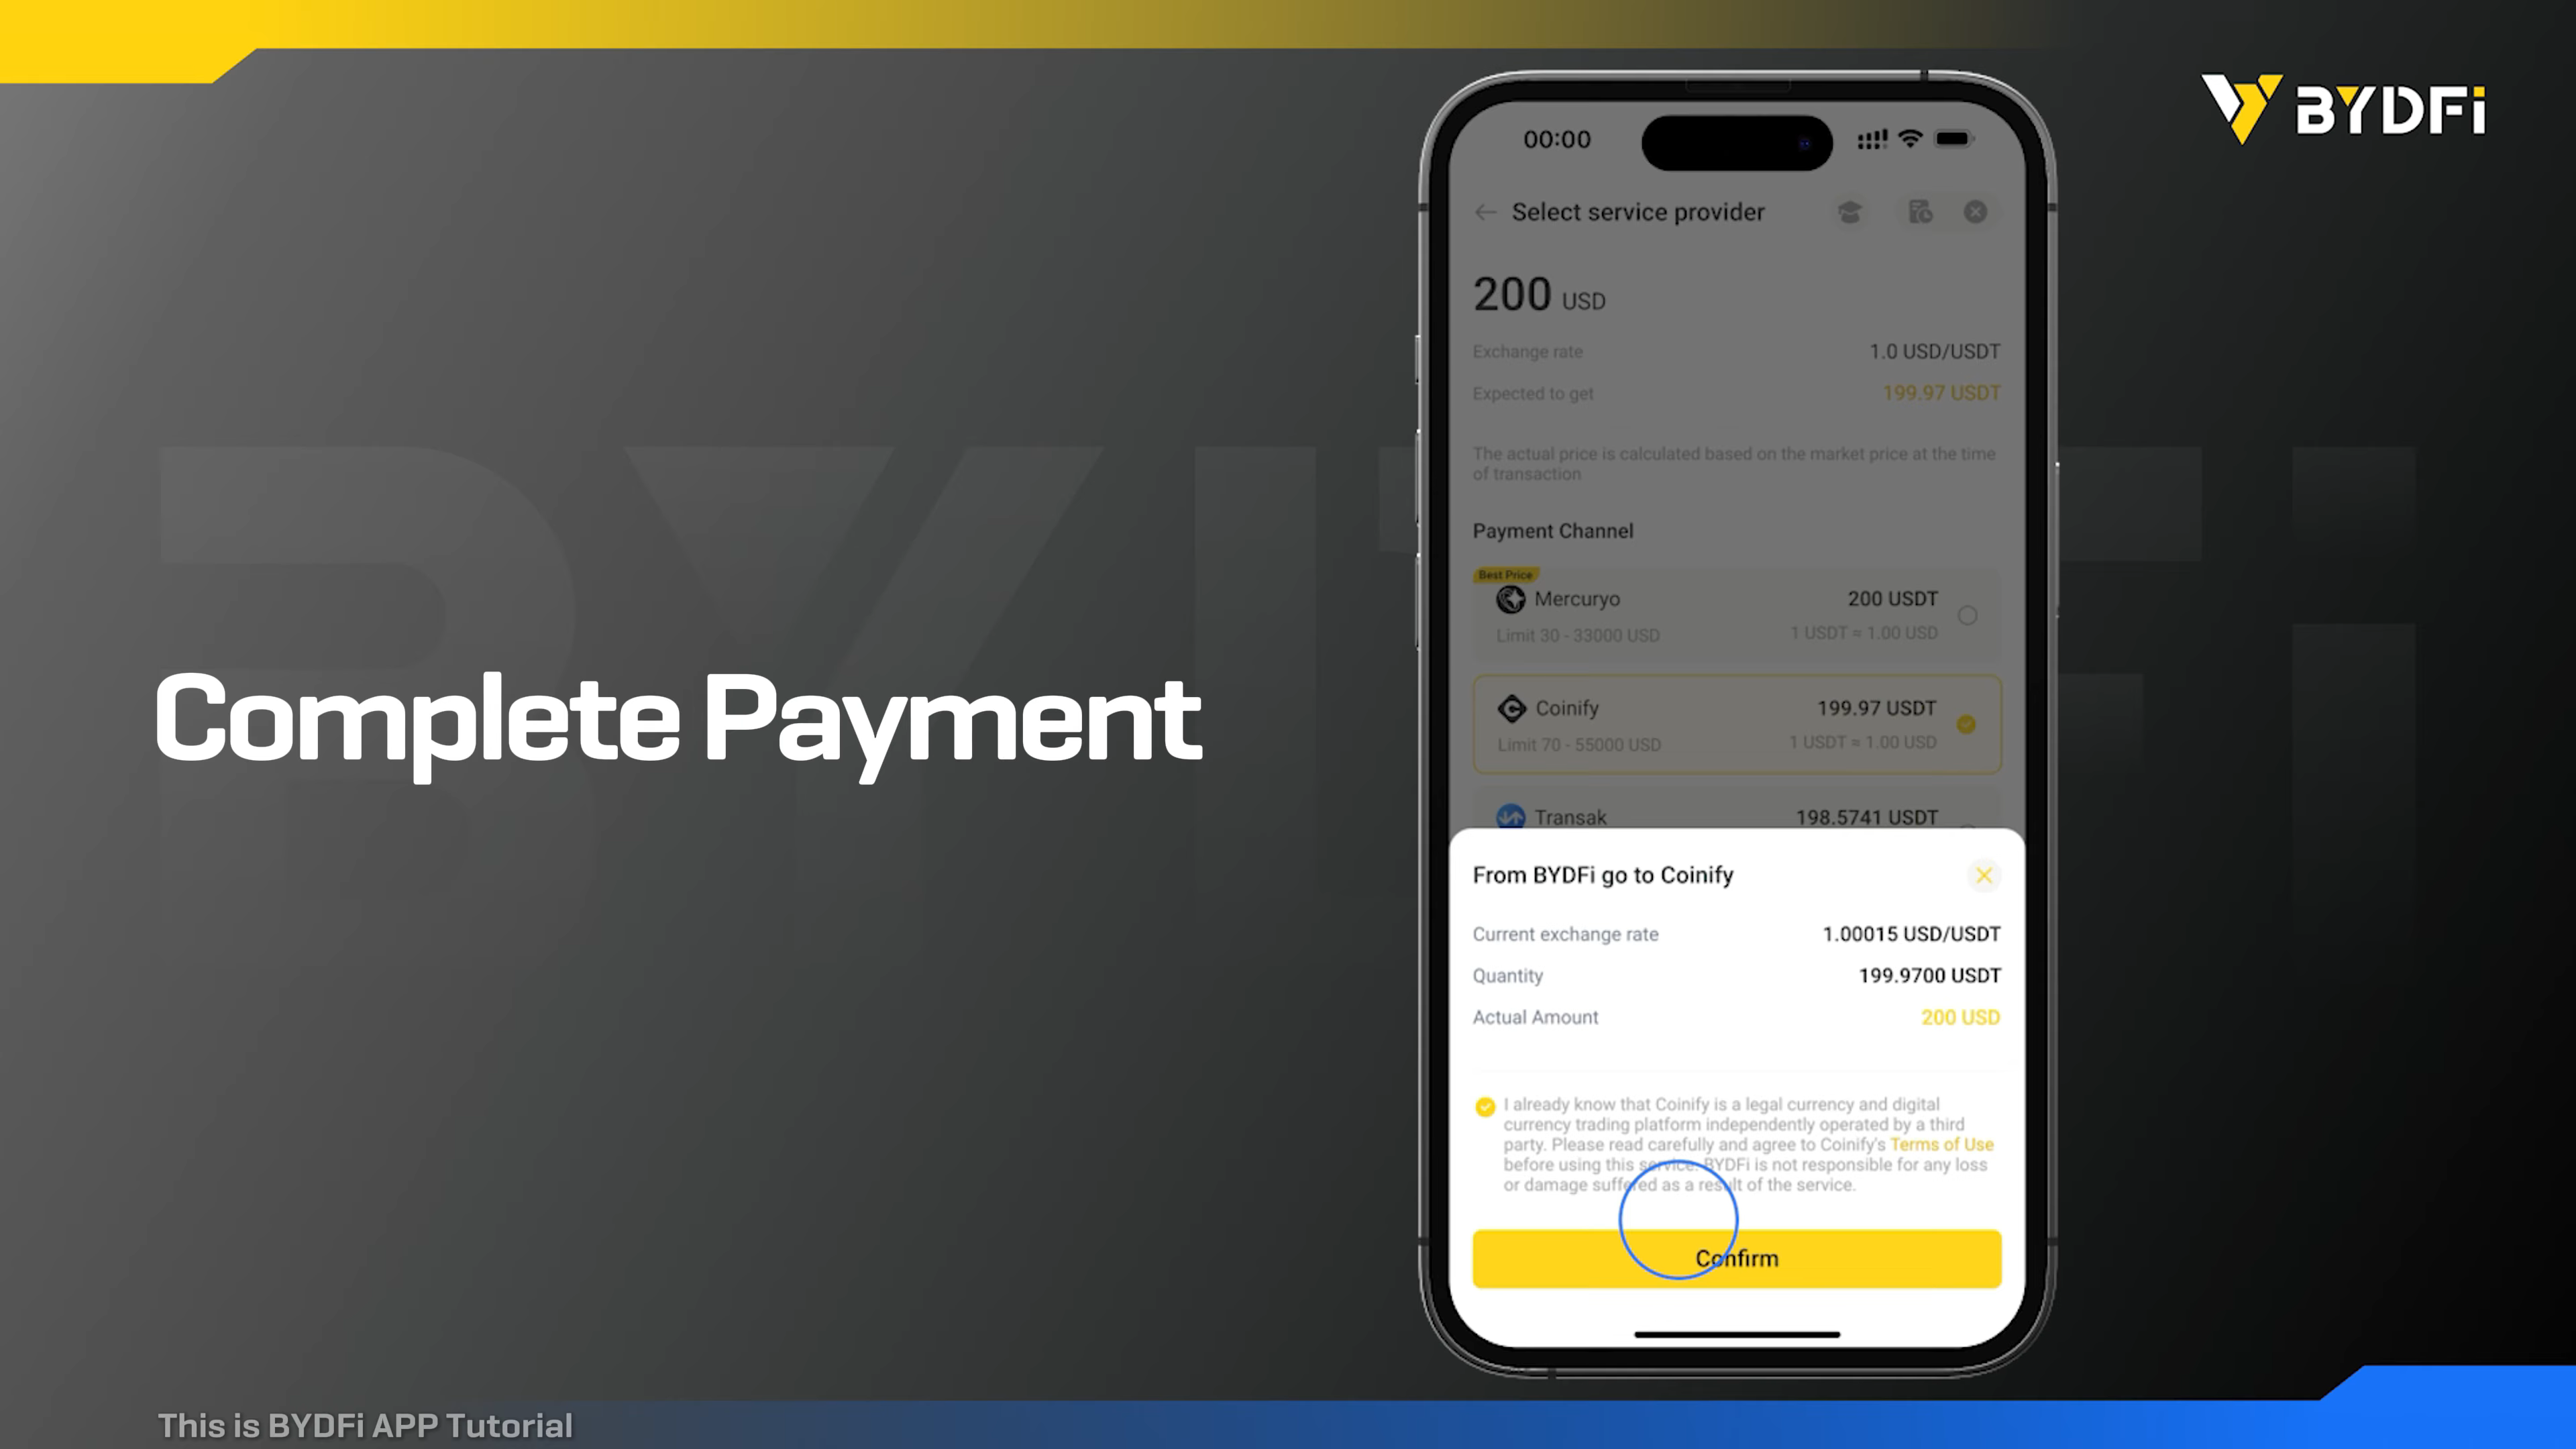 BYDFi
Complete Payment
00:00
Select service provider
200 USD
Exchange rate 1.0 USD/USDT
Expected to get 199.97 USDT
The actual price is calculated based on the market price at the time
of transaction
Payment Channel
Best Price
Mercuryo 200 USDT
Limit 30 - 33000 USD 1 USDT ≈ 1.00 USD
Coinify 199.97 USDT
Limit 70 - 55000 USD 1 USDT ≈ 1.00 USD
Transak 198.5741 USDT
From BYDFi go to Coinify
Current exchange rate 1.00015 USD/USDT
Quantity 199.9700 USDT
Actual Amount 200 USD
I already know that Coinify is a legal currency and digital
currency trading platform independently operated by a third
party. Please read carefully and agree to Coinify's Terms of Use
before using this service. BYDFi is not responsible for any loss
or damage suffered as a result of the service.
Confirm
This is BYDFi APP Tutorial